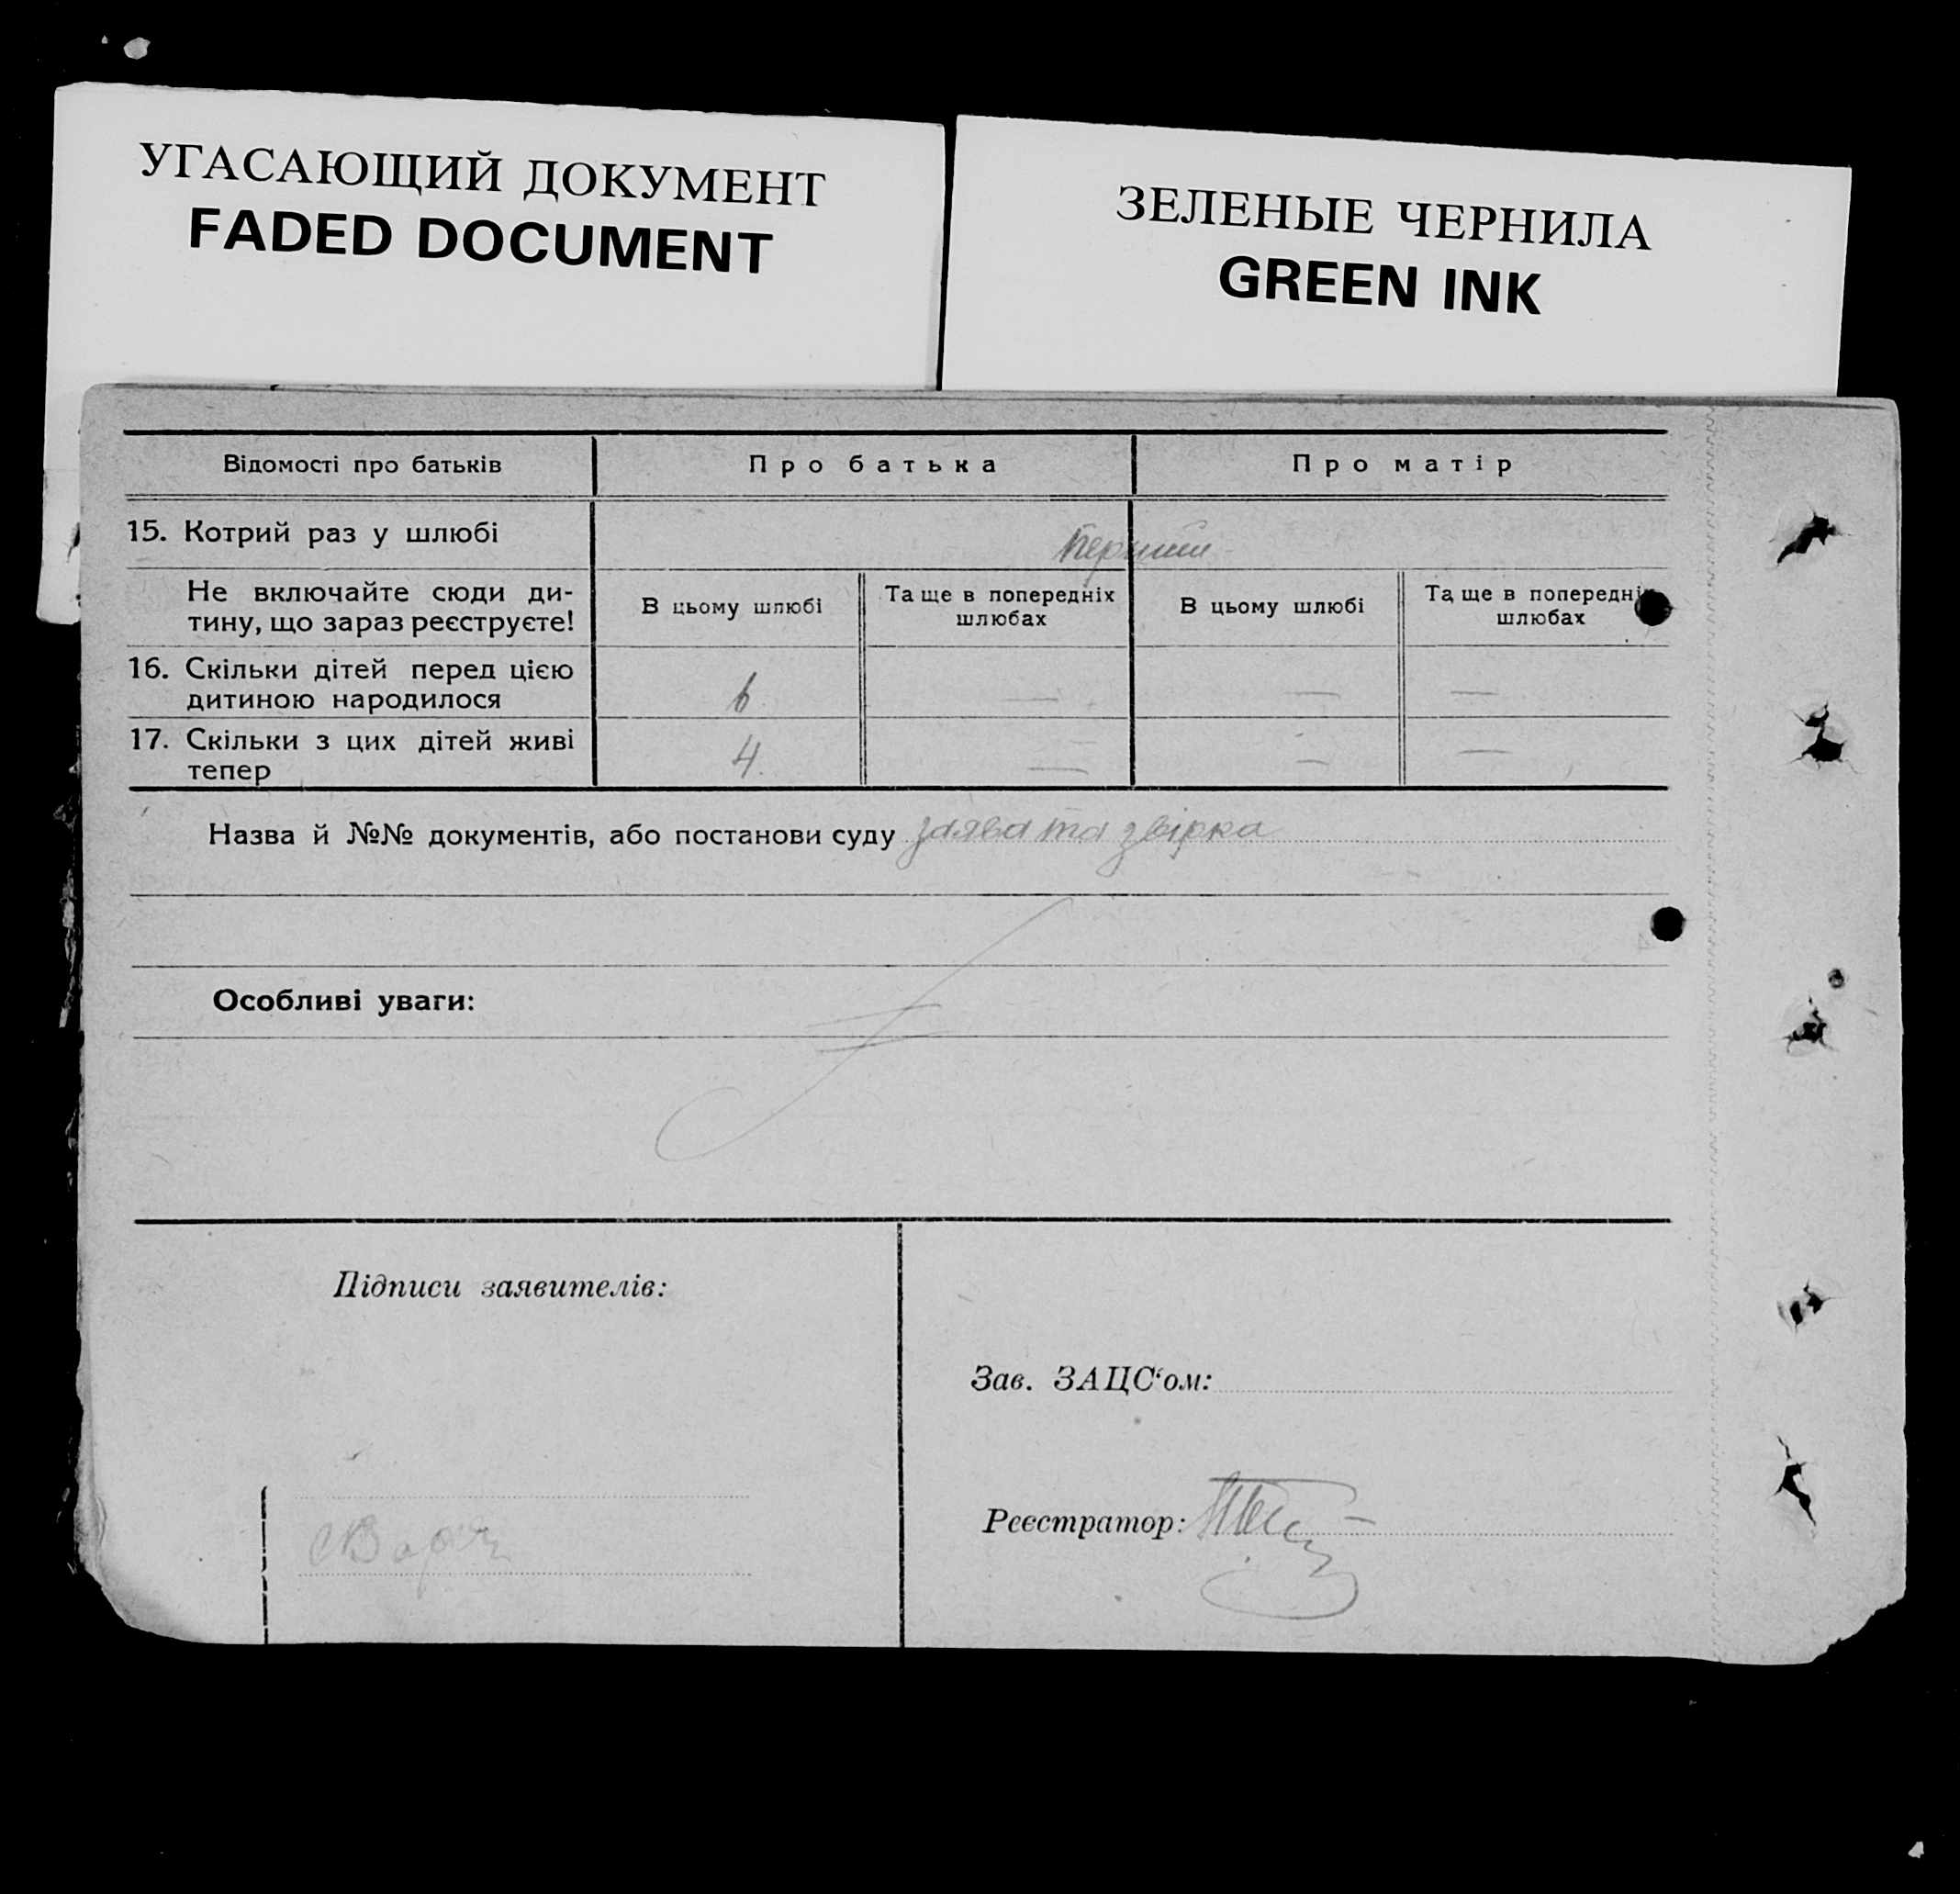 УГАСАЮЩИЙ ДОКУМЕНТ
FADED DOCUMENT
ЗЕЛЕНЫЕ ЧЕРНИЛА
GREEN INK
Відомості про батьків
Про батька
Про матір
15. Котрий раз у шлюбі
перший
Не включайте сюди ди-
тину, що зараз реєструєте!
В цьому шлюбі
Та ще в попередніх
шлюбах
В цьому шлюбі
Та ще в попередніх
шлюбах
16. Скільки дітей перед цією
дитиною народилося
6 — — —
17. Скільки з цих дітей живі
тепер
4 — — —
Назва й №№ документів, або постанови суду заява та звірка
Особливі уваги:
Підписи заявителів:
Зав. ЗАЦС‘ом:
Реєстратор: